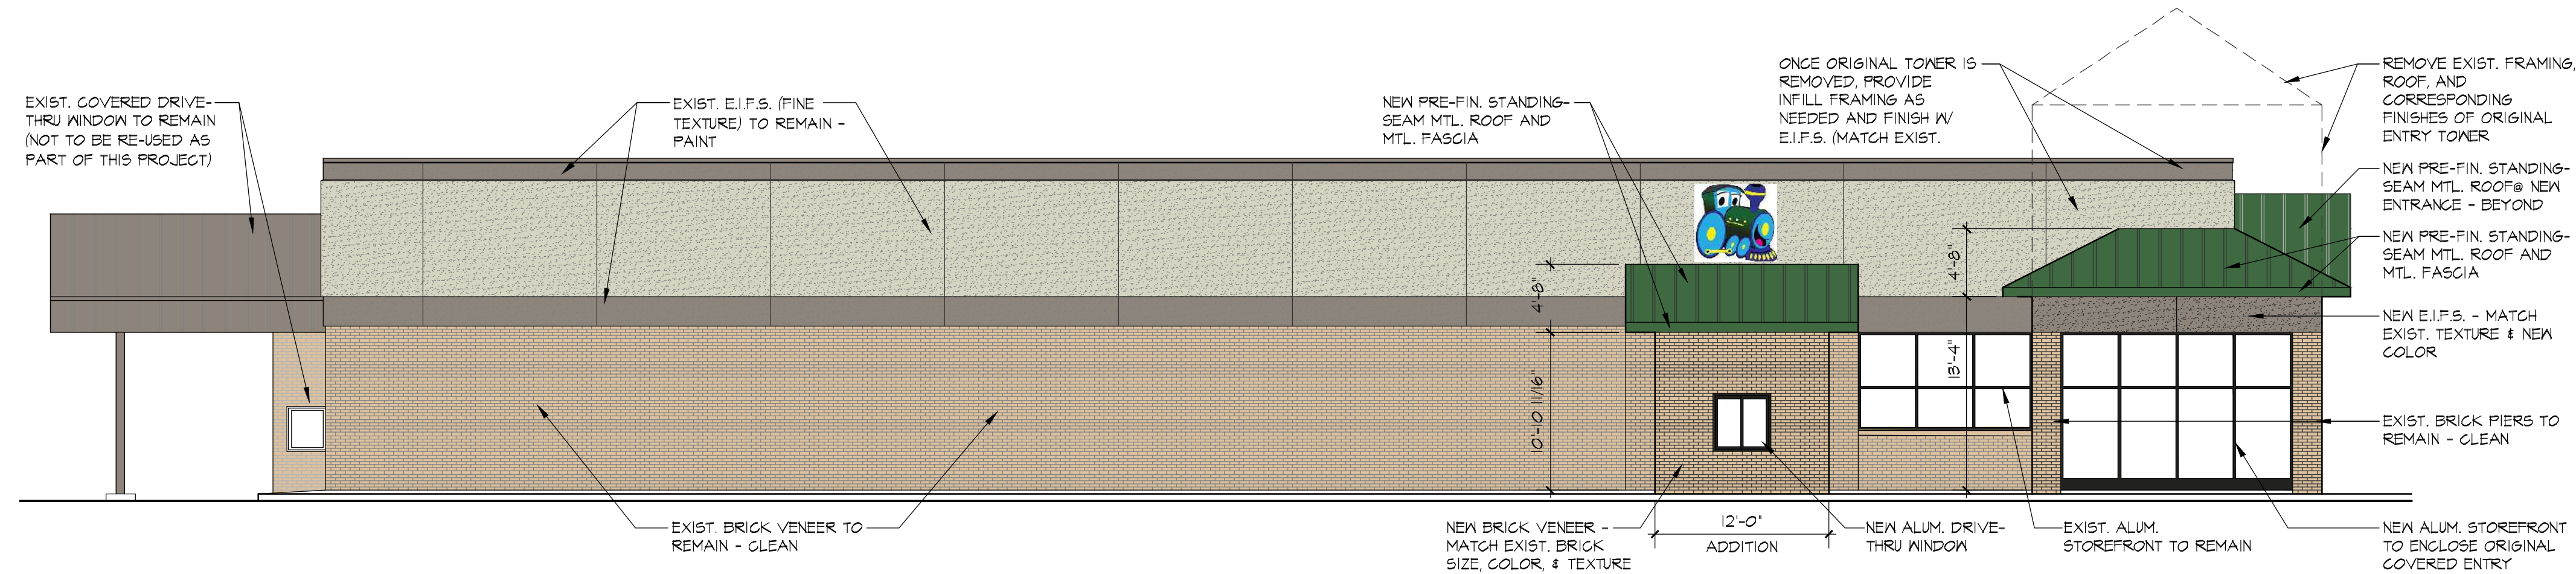 EXIST. COVERED DRIVE-
THRU WINDOW TO REMAIN
(NOT TO BE RE-USED AS
PART OF THIS PROJECT)
EXIST. E.I.F.S. (FINE
TEXTURE) TO REMAIN -
PAINT
NEW PRE-FIN. STANDING-
SEAM MTL. ROOF AND
MTL. FASCIA
ONCE ORIGINAL TOWER IS
REMOVED, PROVIDE
INFILL FRAMING AS
NEEDED AND FINISH W/
E.I.F.S. (MATCH EXIST.
REMOVE EXIST. FRAMING,
ROOF, AND
CORRESPONDING
FINISHES OF ORIGINAL
ENTRY TOWER
NEW PRE-FIN. STANDING-
SEAM MTL. ROOF@ NEW
ENTRANCE - BEYOND
NEW PRE-FIN. STANDING-
SEAM MTL. ROOF AND
MTL. FASCIA
NEW E.I.F.S. - MATCH
EXIST. TEXTURE & NEW
COLOR
EXIST. BRICK PIERS TO
REMAIN - CLEAN
4'-8"
10'-10 11/16"
4'-8"
13'-4"
EXIST. BRICK VENEER TO
REMAIN - CLEAN
NEW BRICK VENEER -
MATCH EXIST. BRICK
SIZE, COLOR, & TEXTURE
12'-0"
ADDITION
NEW ALUM. DRIVE-
THRU WINDOW
EXIST. ALUM.
STOREFRONT TO REMAIN
NEW ALUM. STOREFRONT
TO ENCLOSE ORIGINAL
COVERED ENTRY